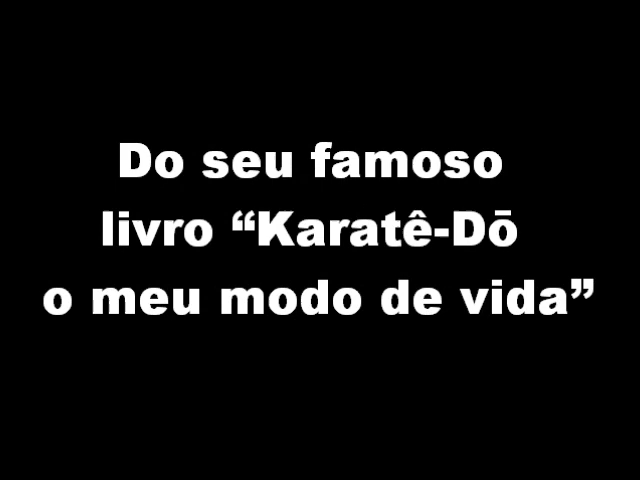 Do seu famoso
livro “Karatê-Dō
o meu modo de vida”